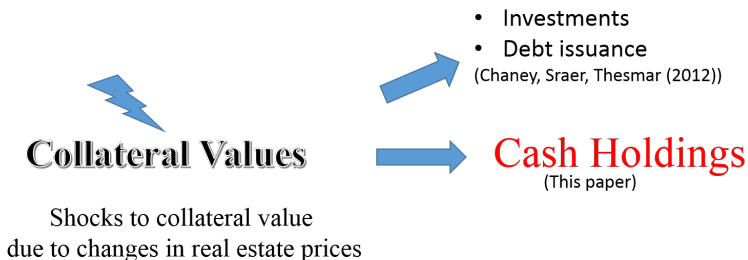 • Investments
• Debt issuance
(Chaney, Sraer, Thesmar (2012))
Collateral Values
Cash Holdings
(This paper)
Shocks to collateral value
due to changes in real estate prices